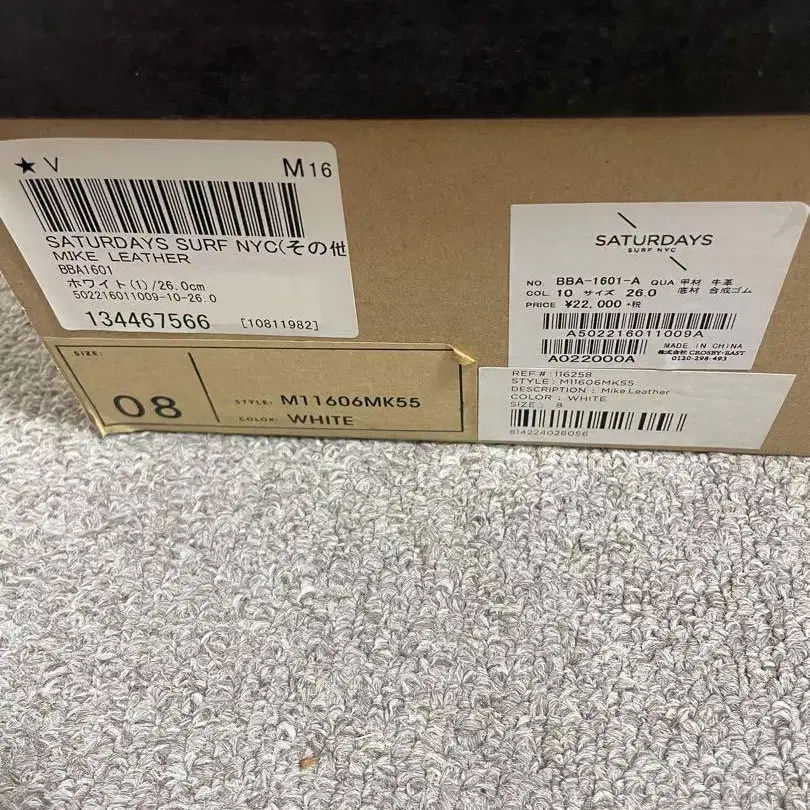 ★ V M16
SATURDAYS SURF NYC(その他
MIKE LEATHER
BBA1601
ホワイト(1)/26.0cm
502216011009-10-26.0
134467566 [10811982]
SIZE:
08
STYLE: M11606MK55
COLOR: WHITE
SATURDAYS
SURF NYC
NO. BBA-1601-A QUA 甲材 牛革
COL. 10 サイズ 26.0 底材 合成ゴム
PRICE ¥22,000+税
A502216011009A
A022000A
MADE IN CHINA
株式会社 CROSBY・EAST
0120-298-493
REF # : 116258
STYLE : M11606MK55
DESCRIPTION : Mike Leather
COLOR : WHITE
SIZE : 8
814224026056